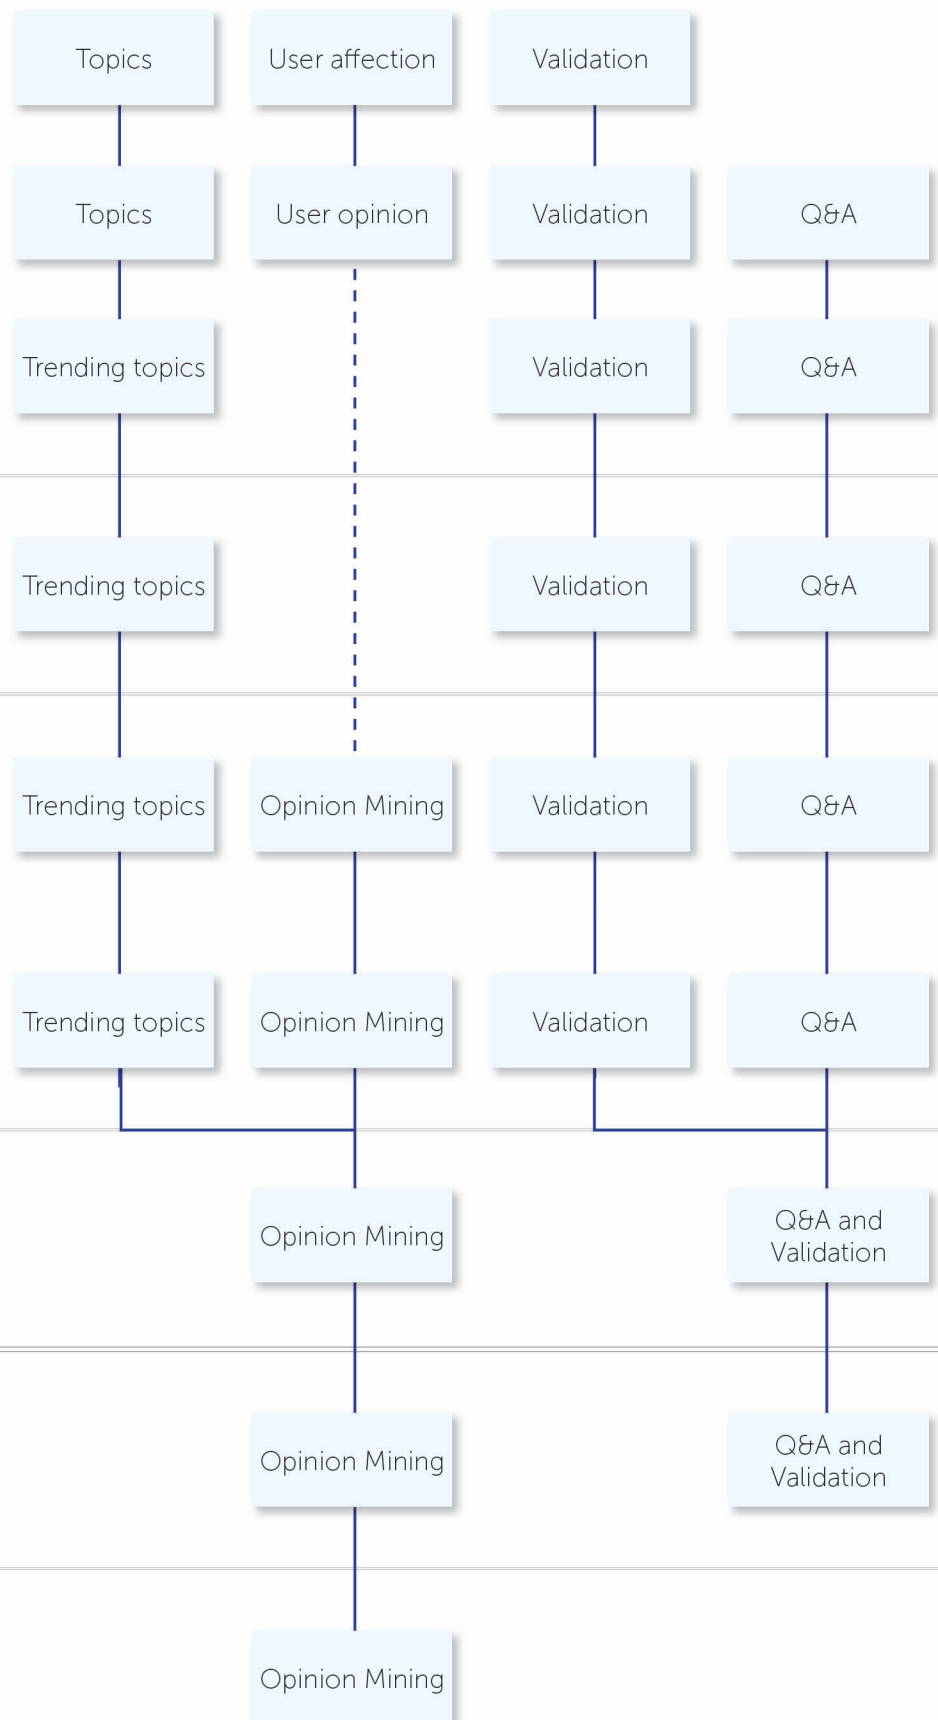 Topics
User affection
Validation
Topics
User opinion
Validation
Q&A
Trending topics
Validation
Q&A
Trending topics
Validation
Q&A
Trending topics
Opinion Mining
Validation
Q&A
Trending topics
Opinion Mining
Validation
Q&A
Opinion Mining
Q&A and
Validation
Opinion Mining
Q&A and
Validation
Opinion Mining